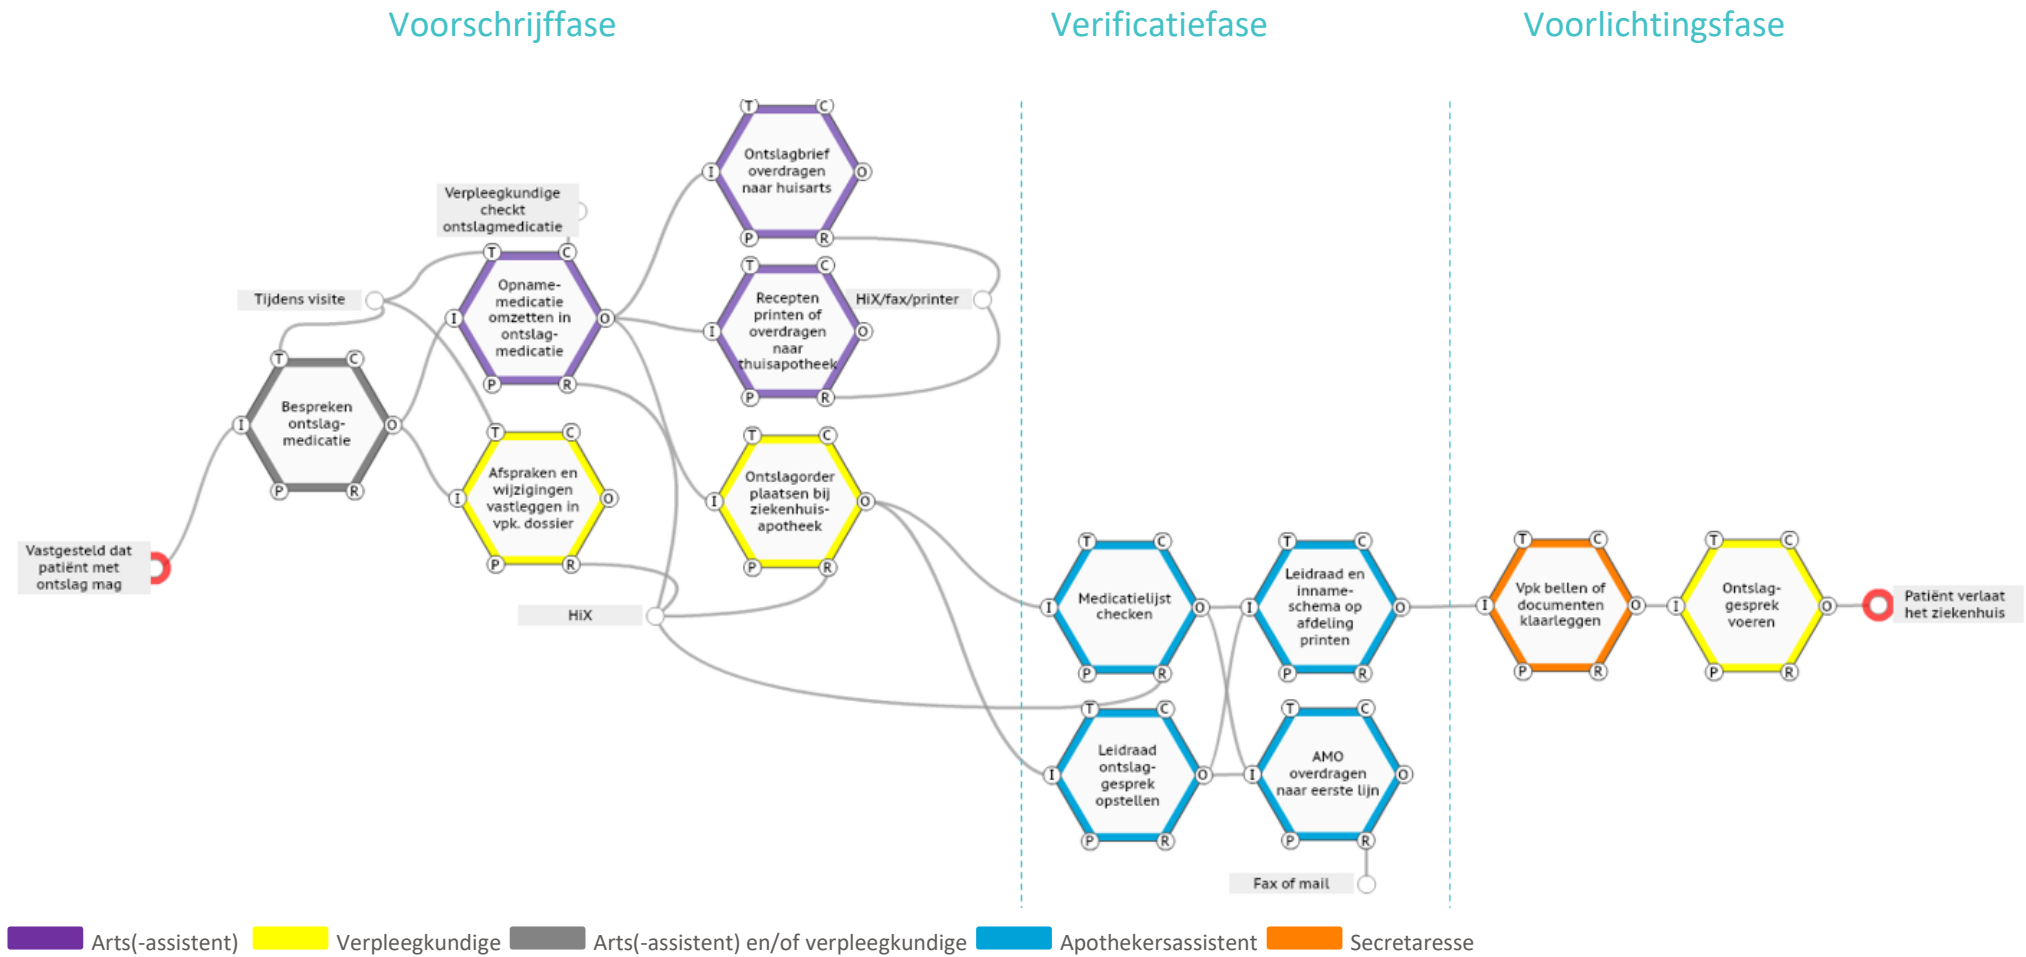 Voorschrijffase
Verificatiefase
Voorlichtingsfase
Vastgesteld dat
patiënt met
ontslag mag
Tijdens visite
T C
I O
P R
Bespreken
ontslag-
medicatie
Verpleegkundige
checkt
ontslagmedicatie
T C
I O
P R
Opname-
medicatie
omzetten in
ontslag-
medicatie
T C
I O
P R
Afspraken en
wijzigingen
vastleggen in
vpk. dossier
HiX
T C
I O
P R
Ontslagbrief
overdragen
naar huisarts
T C
I O
P R
Recepten
printen of
overdragen
naar
thuisapotheek
HiX/fax/printer
T C
I O
P R
Ontslagorder
plaatsen bij
ziekenhuis-
apotheek
T C
I O
P R
Medicatielijst
checken
T C
I O
P R
Leidraad
ontslag-
gesprek
opstellen
T C
I O
P R
Leidraad en
inname-
schema op
afdeling
printen
T C
I O
P R
AMO
overdragen
naar eerste lijn
Fax of mail
T C
I O
P R
Vpk bellen of
documenten
klaarleggen
T C
I O
P R
Ontslag-
gesprek
voeren
Patiënt verlaat
het ziekenhuis
Arts(-assistent)
Verpleegkundige
Arts(-assistent) en/of verpleegkundige
Apothekersassistent
Secretaresse